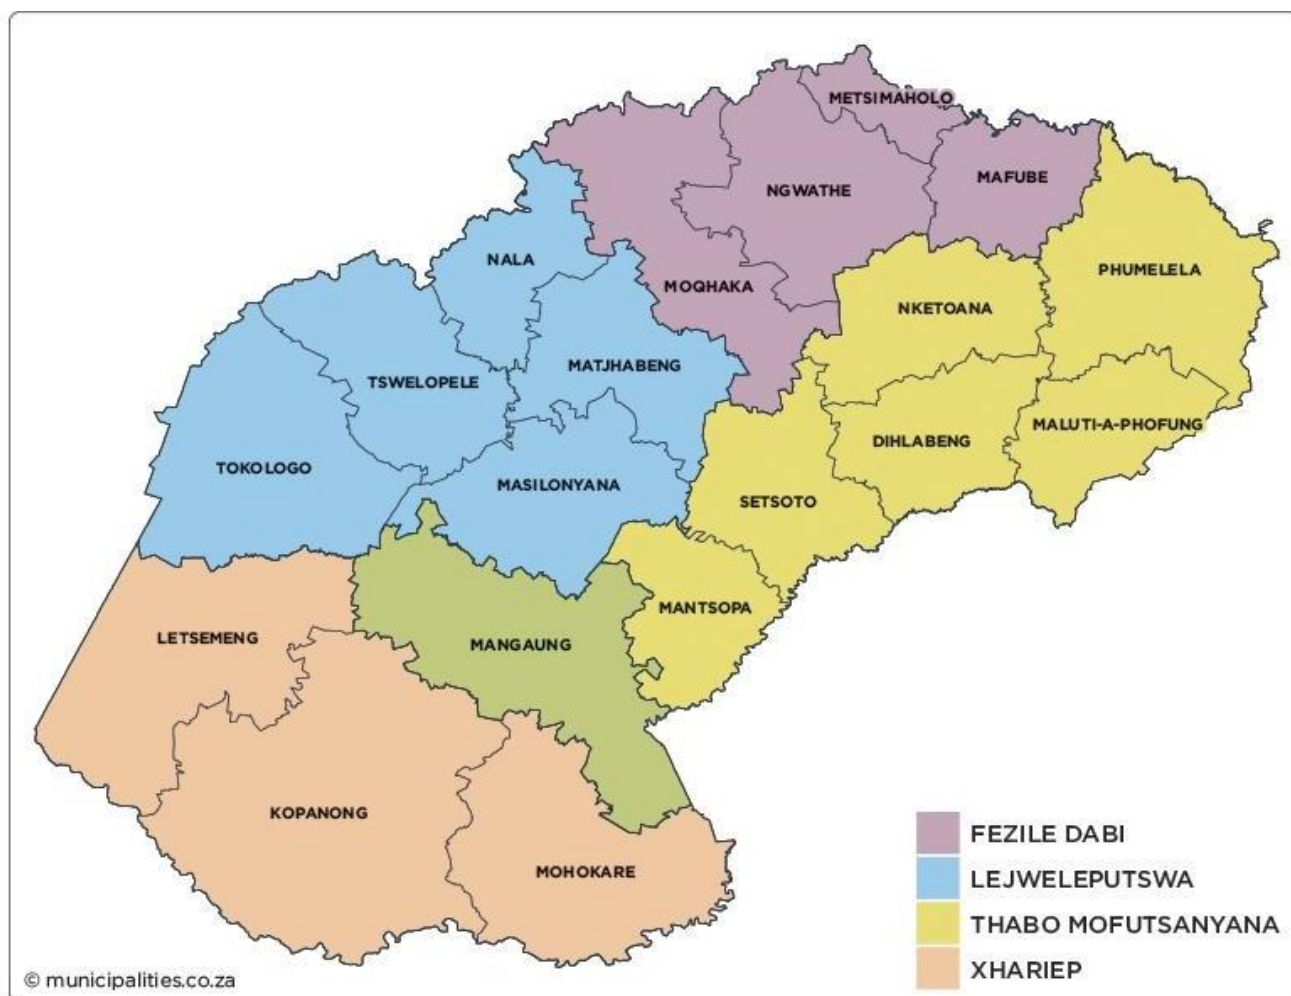 METSIMAHOLO
MAFUBE
NGWATHE
NALA
PHUMELELA
MOQHAKA
NKETOANA
MATJHABENG
TSWELOPELE
MALUTI-A-PHOFUNG
DIHLABENG
TOKOLOGO
MASILONYANA
SETSOTO
MANTSOPA
LETSEMENG
MANGAUNG
KOPANONG
MOHOKARE
FEZILE DABI
LEJWELEPUTSWA
THABO MOFUTSANYANA
XHARIEP
© municipalities.co.za